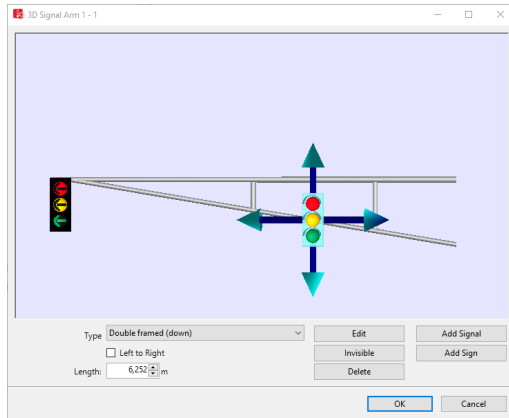 3D Signal Arm 1 - 1
Type Double framed (down) Edit Add Signal
Left to Right Invisible Add Sign
Length: 6,252 m Delete
OK Cancel